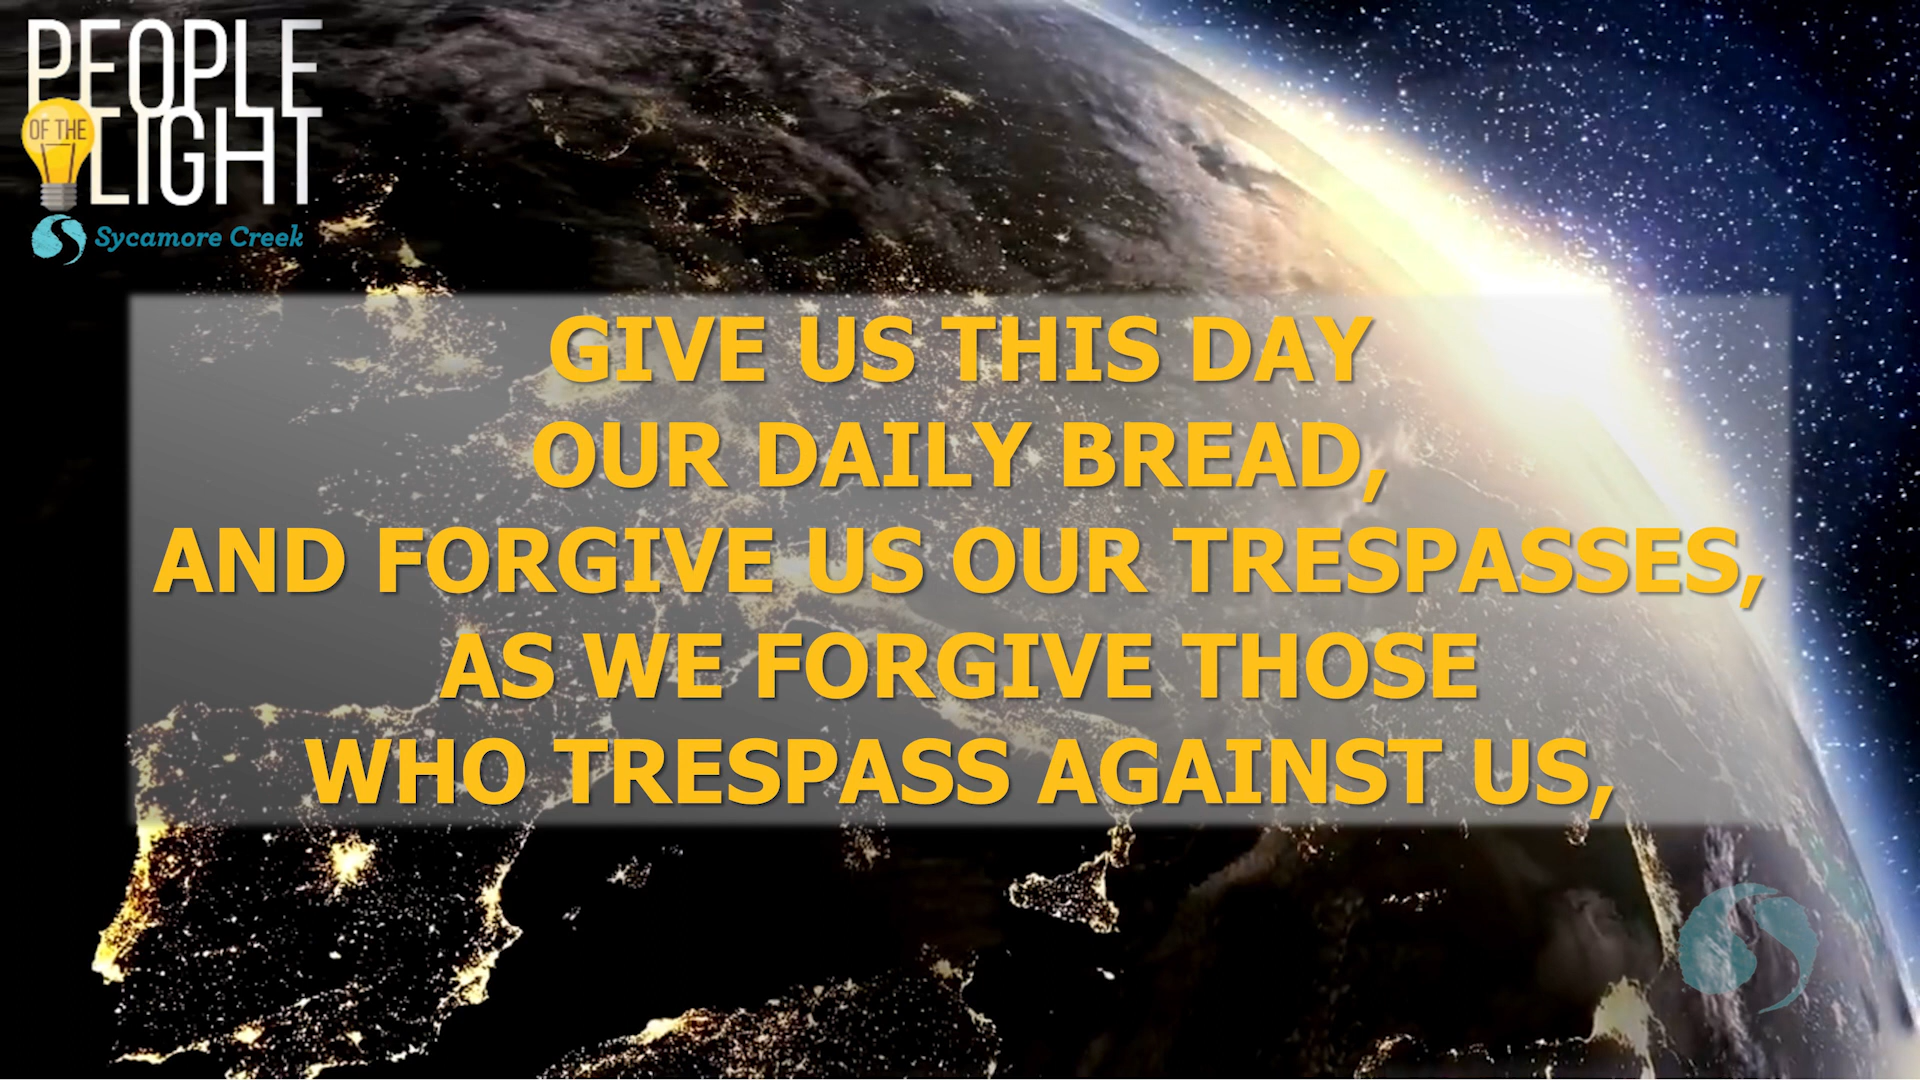 PEOPLE
OF THE
LIGHT
Sycamore Creek
GIVE US THIS DAY
OUR DAILY BREAD,
AND FORGIVE US OUR TRESPASSES,
AS WE FORGIVE THOSE
WHO TRESPASS AGAINST US,